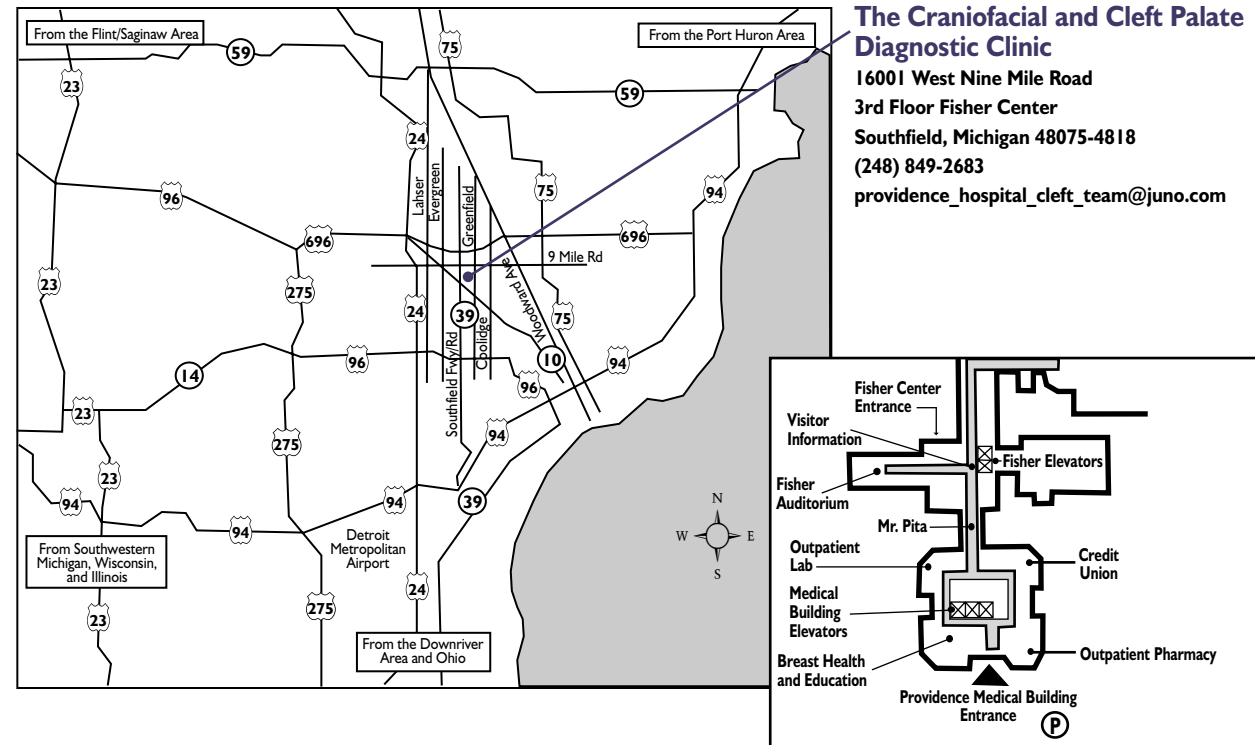 From the Flint/Saginaw Area
59
23
75
From the Port Huron Area
59
24
Lahser
Evergreen
Greenfield
75
94
96
696
696
9 Mile Rd
23
275
24
39
Woodward Ave
75
Southfield Fwy/Rd
Coolidge
10
14
96
96
94
23
94
275
23
94
94
94
39
From Southwestern
Michigan, Wisconsin,
and Illinois
Detroit
Metropolitan
Airport
24
23
275
From the Downriver
Area and Ohio
N
W
E
S
The Craniofacial and Cleft Palate
Diagnostic Clinic
16001 West Nine Mile Road
3rd Floor Fisher Center
Southfield, Michigan 48075-4818
(248) 849-2683
providence_hospital_cleft_team@juno.com
Fisher Center
Entrance
Visitor
Information
Fisher Elevators
Fisher
Auditorium
Mr. Pita
Outpatient
Lab
Credit
Union
Medical
Building
Elevators
Breast Health
and Education
Outpatient Pharmacy
Providence Medical Building
Entrance
P